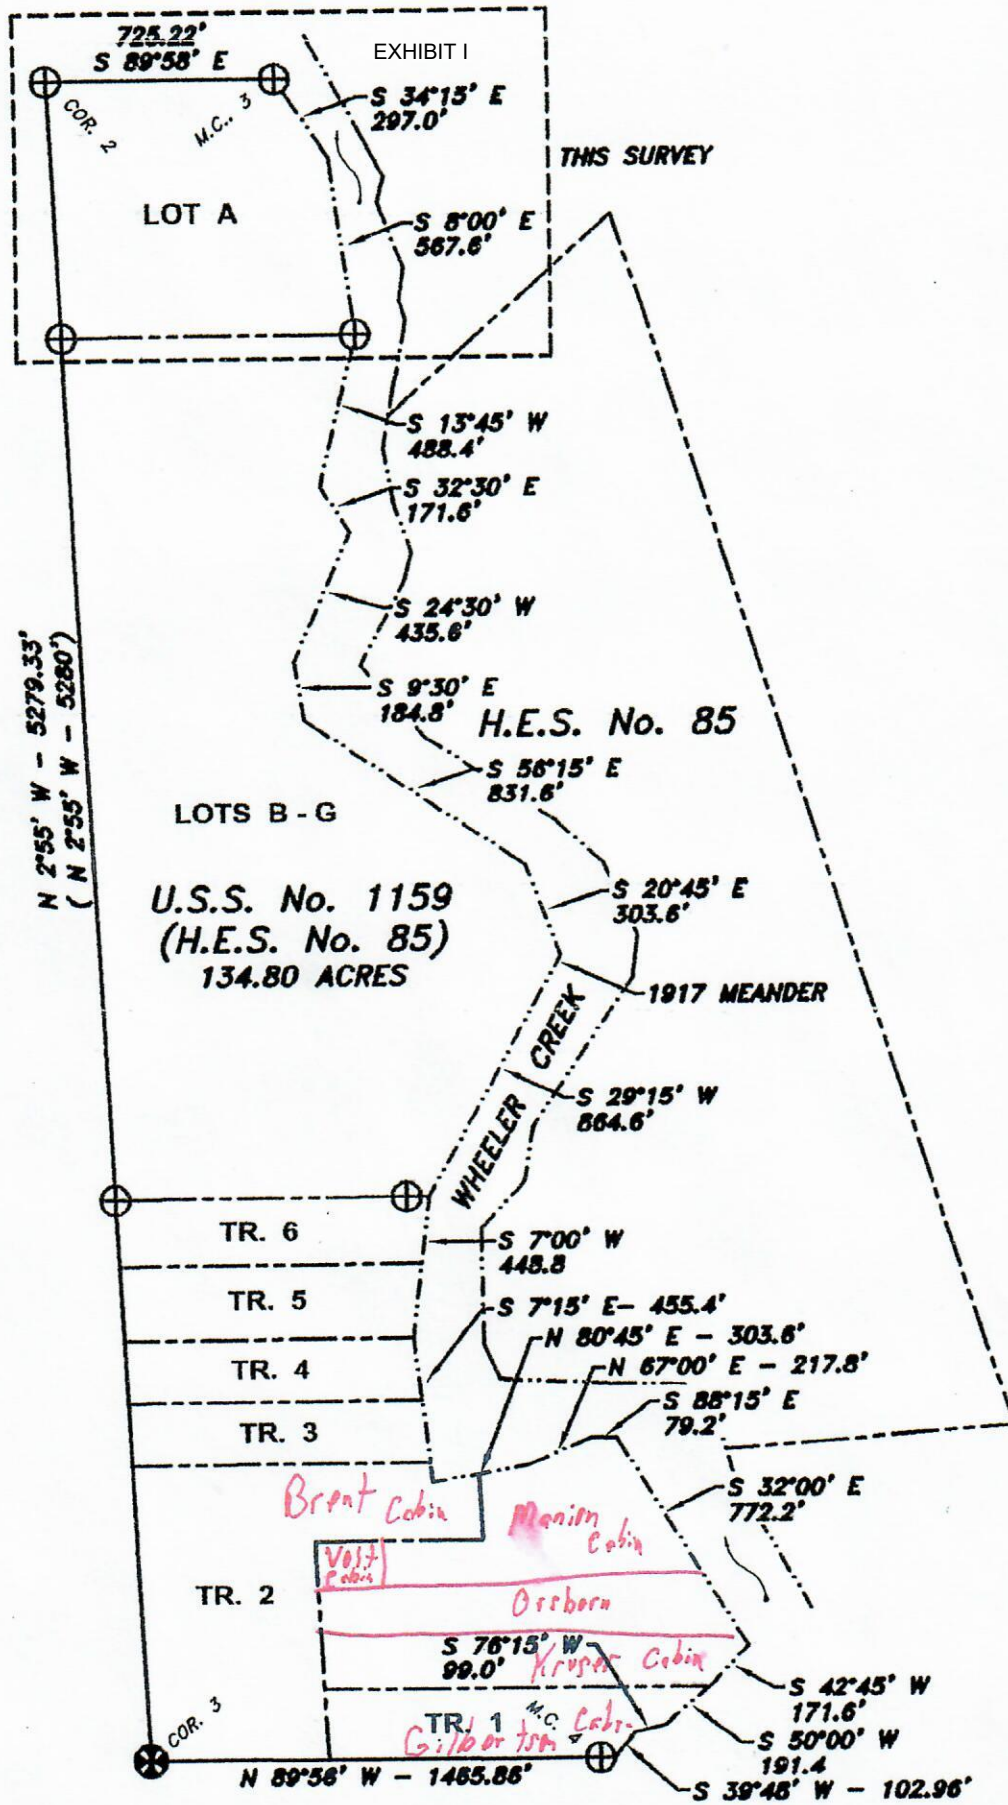 725.22'
S 89°58' E
EXHIBIT I
COR. 2
M.C., 3
S 34°15' E
297.0'
THIS SURVEY
LOT A
S 8°00' E
567.6'
S 13°45' W
488.4'
S 32°30' E
171.6'
S 24°30' W
435.6'
S 9°30' E
184.8'
H.E.S. No. 85
N 2°55' W - 5279.33'
( N 2°55' W - 5280')
S 56°15' E
831.6'
LOTS B - G
U.S.S. No. 1159
(H.E.S. No. 85)
134.80 ACRES
S 20°45' E
303.6'
1917 MEANDER
WHEELER CREEK
S 29°15' W
864.6'
TR. 6
S 7°00' W
448.8
TR. 5
S 7°15' E- 455.4'
N 80°45' E - 303.6'
TR. 4
N 67°00' E - 217.8'
S 88°15' E
79.2'
TR. 3
S 32°00' E
772.2'
Brent Cabin
Manion Cabin
Cabin
TR. 2
S 76°15' W
99.0'
Kruger Cabin
S 42°45' W
171.6'
TR. 1
M.C. 4
S 50°00' W
191.4
COR. 3
N 89°56' W - 1465.86'
S 39°48' W - 102.96'